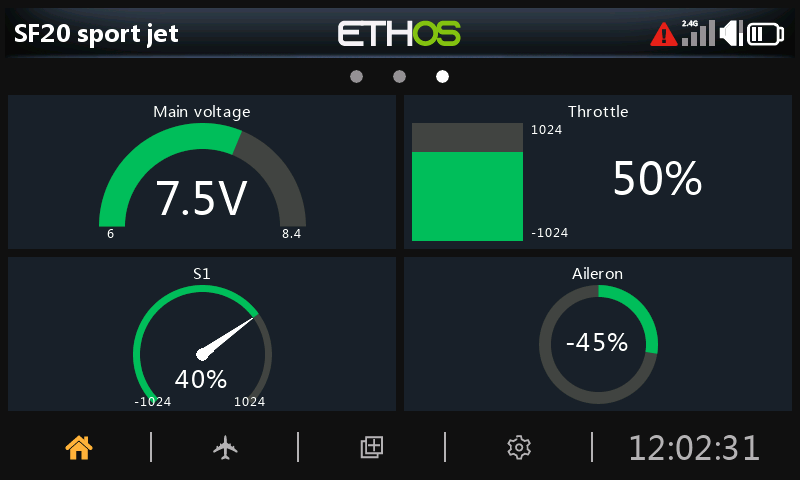 SF20 sport jet
ETHOS
2.4G
Main voltage
7.5V
6
8.4
Throttle
1024
50%
-1024
S1
40%
-1024
1024
Aileron
-45%
12:02:31